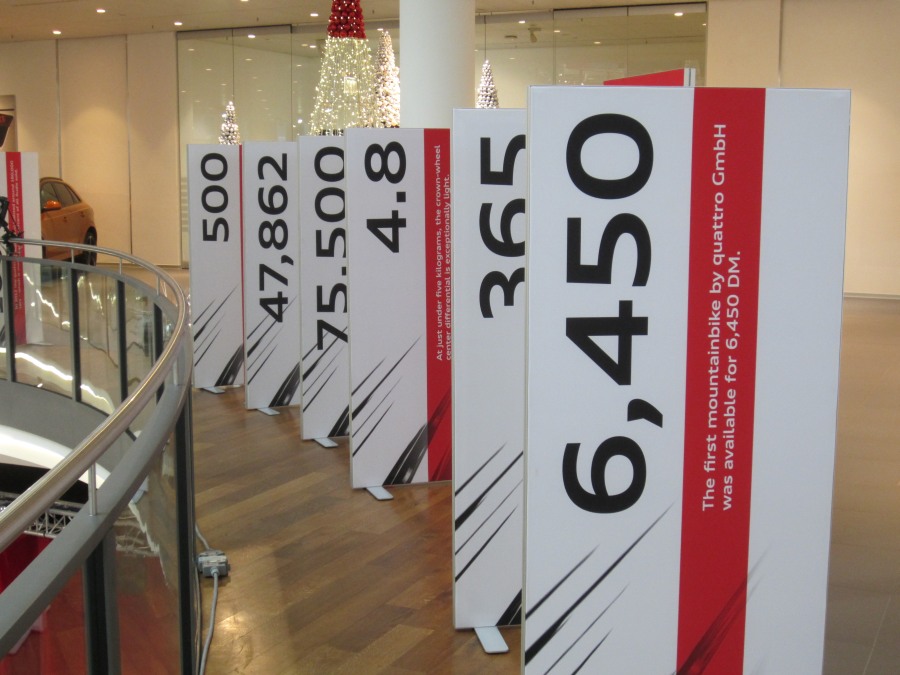 500
47,862
75.500
4.8
At just under five kilograms, the crown-wheel
center differential is exceptionally light.
365
6,450
The first mountainbike by quattro GmbH
was available for 6,450 DM.